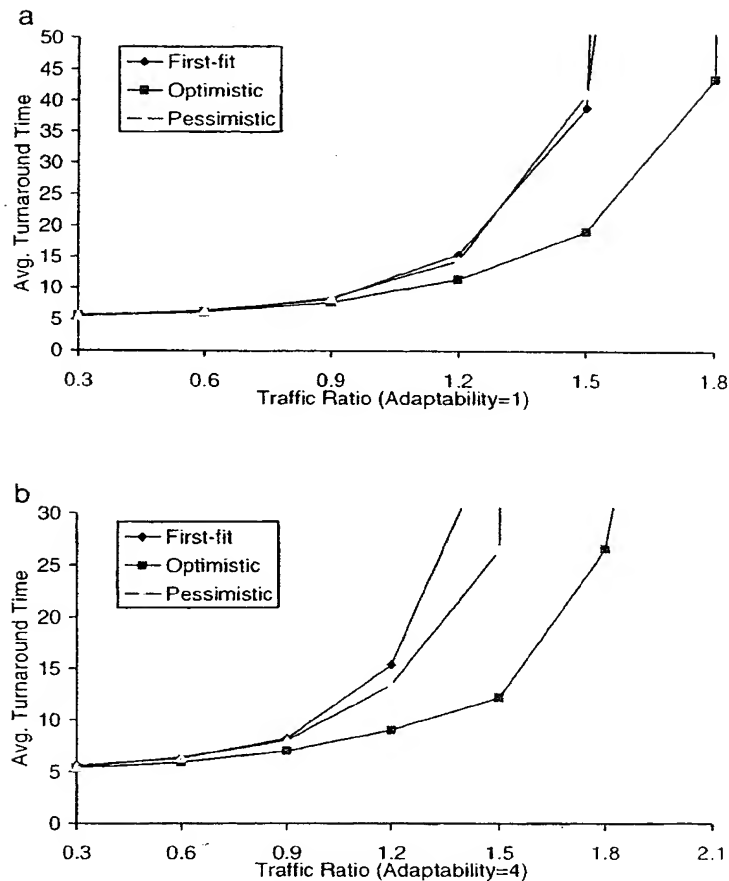 a
50
45
40
35
30
25
20
15
10
5
0
Avg. Turnaround Time
First-fit
Optimistic
Pessimistic
0.3 0.6 0.9 1.2 1.5 1.8
Traffic Ratio (Adaptability=1)
b
30
25
20
15
10
5
0
Avg. Turnaround Time
First-fit
Optimistic
Pessimistic
0.3 0.6 0.9 1.2 1.5 1.8 2.1
Traffic Ratio (Adaptability=4)